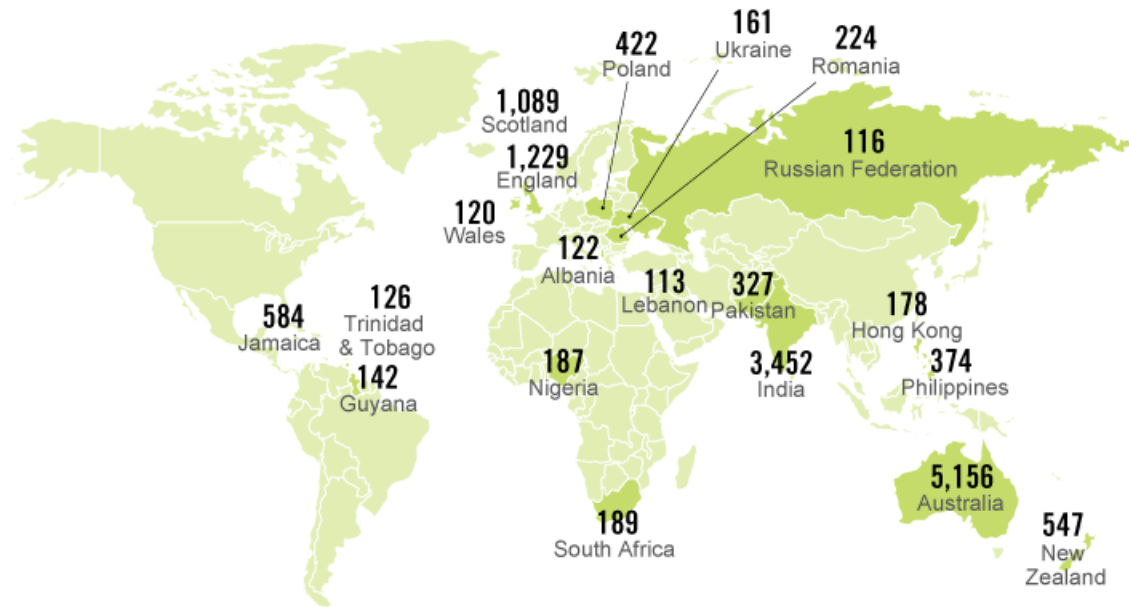 161
Ukraine
224
Romania
422
Poland
1,089
Scotland
1,229
England
116
Russian Federation
120
Wales
122
Albania
113
Lebanon
327
Pakistan
126
Trinidad
& Tobago
584
Jamaica
178
Hong Kong
142
Guyana
187
Nigeria
3,452
India
374
Philippines
5,156
Australia
189
South Africa
547
New
Zealand